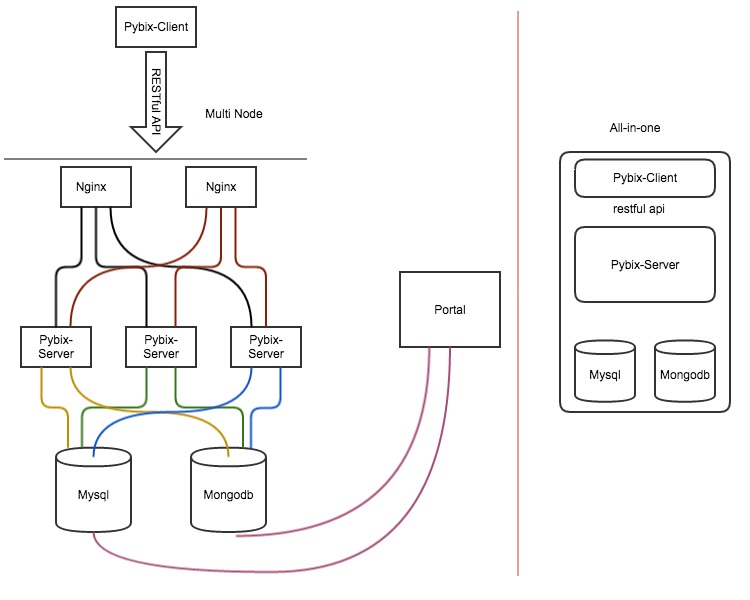 Pybix-Client
RESTful API
Multi Node
Nginx
Nginx
Pybix-
Server
Pybix-
Server
Pybix-
Server
Mysql
Mongodb
Portal
All-in-one
Pybix-Client
restful api
Pybix-Server
Mysql
Mongodb